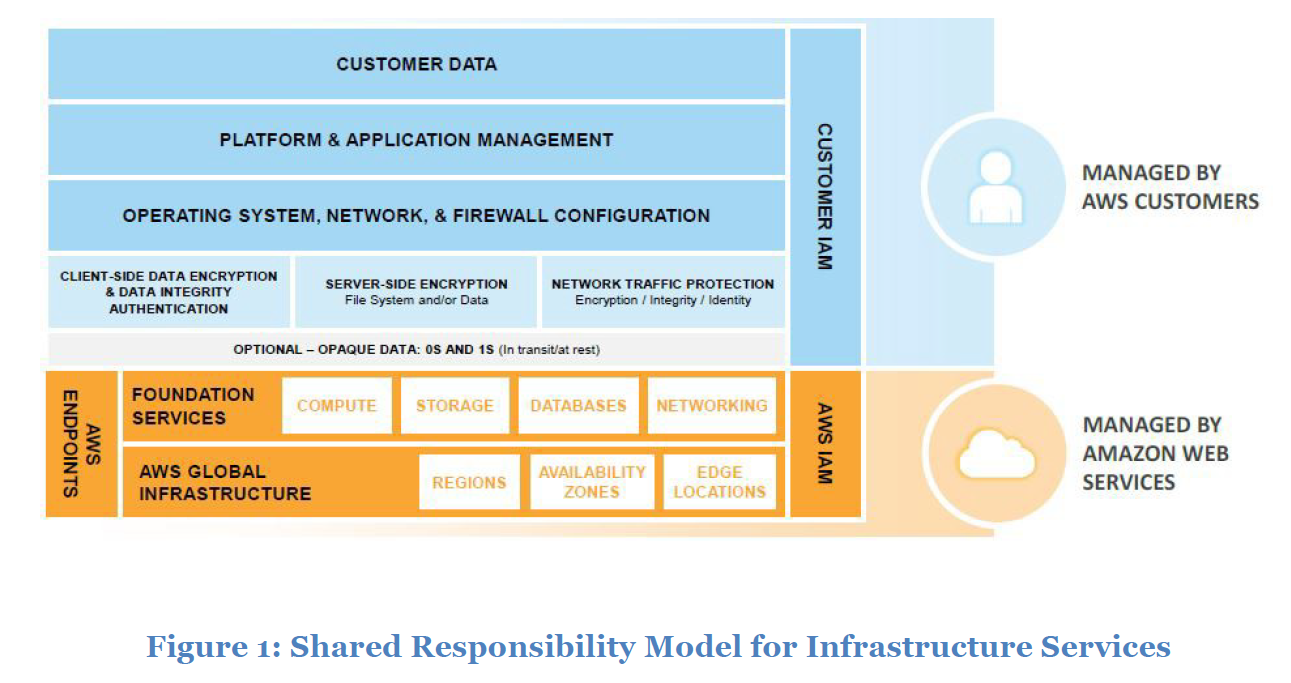 CUSTOMER DATA
PLATFORM & APPLICATION MANAGEMENT
OPERATING SYSTEM, NETWORK, & FIREWALL CONFIGURATION
CLIENT-SIDE DATA ENCRYPTION
& DATA INTEGRITY
AUTHENTICATION
SERVER-SIDE ENCRYPTION
File System and/or Data
NETWORK TRAFFIC PROTECTION
Encryption / Integrity / Identity
OPTIONAL – OPAQUE DATA: 0S AND 1S (In transit/at rest)
CUSTOMER IAM
MANAGED BY
AWS CUSTOMERS
AWS
ENDPOINTS
FOUNDATION
SERVICES
COMPUTE
STORAGE
DATABASES
NETWORKING
AWS GLOBAL
INFRASTRUCTURE
REGIONS
AVAILABILITY
ZONES
EDGE
LOCATIONS
AWS IAM
MANAGED BY
AMAZON WEB
SERVICES
Figure 1: Shared Responsibility Model for Infrastructure Services